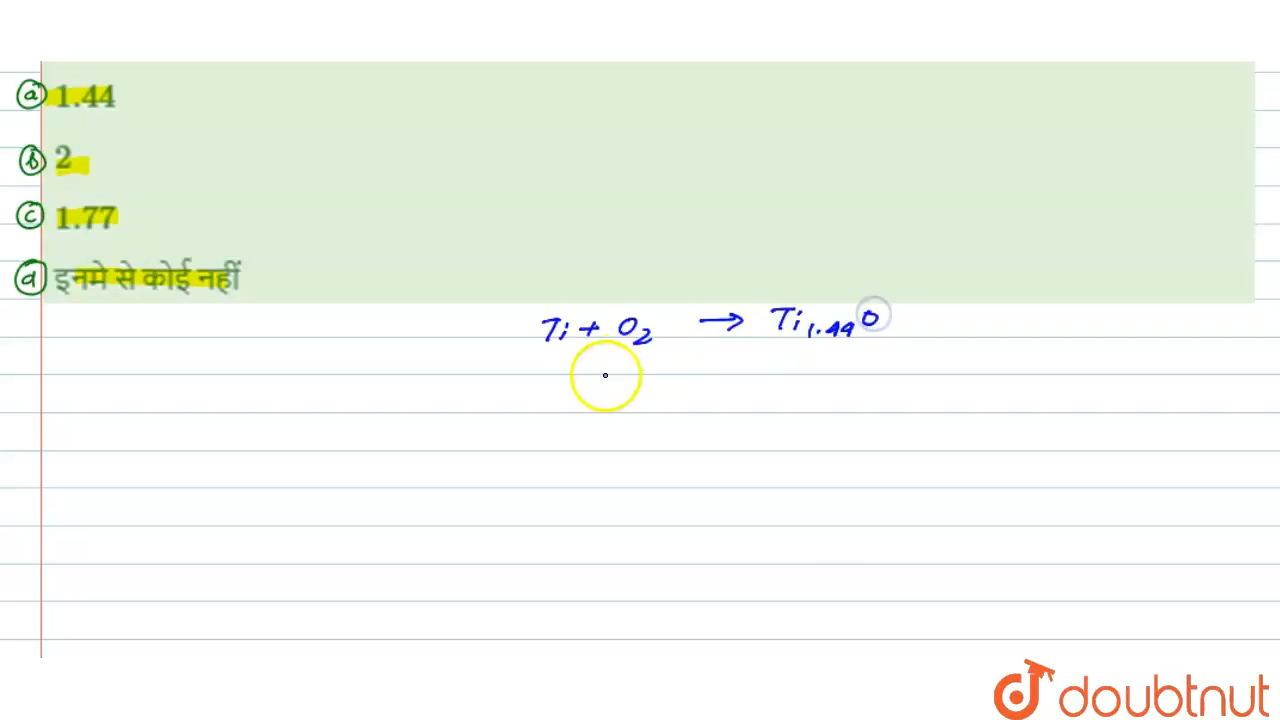 (a) 1.44
(b) 2
(c) 1.77
(d) इनमे से कोई नहीं
Ti + O₂ → Ti₁.₄₄O
doubtnut